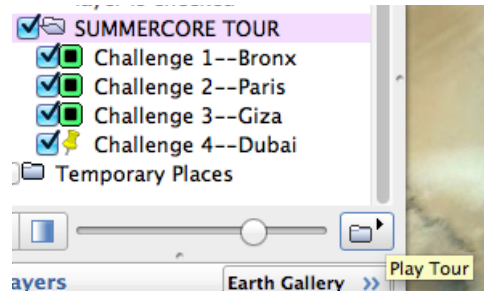 SUMMERCORE TOUR
Challenge 1--Bronx
Challenge 2--Paris
Challenge 3--Giza
Challenge 4--Dubai
Temporary Places
Play Tour
ayers
Earth Gallery >>